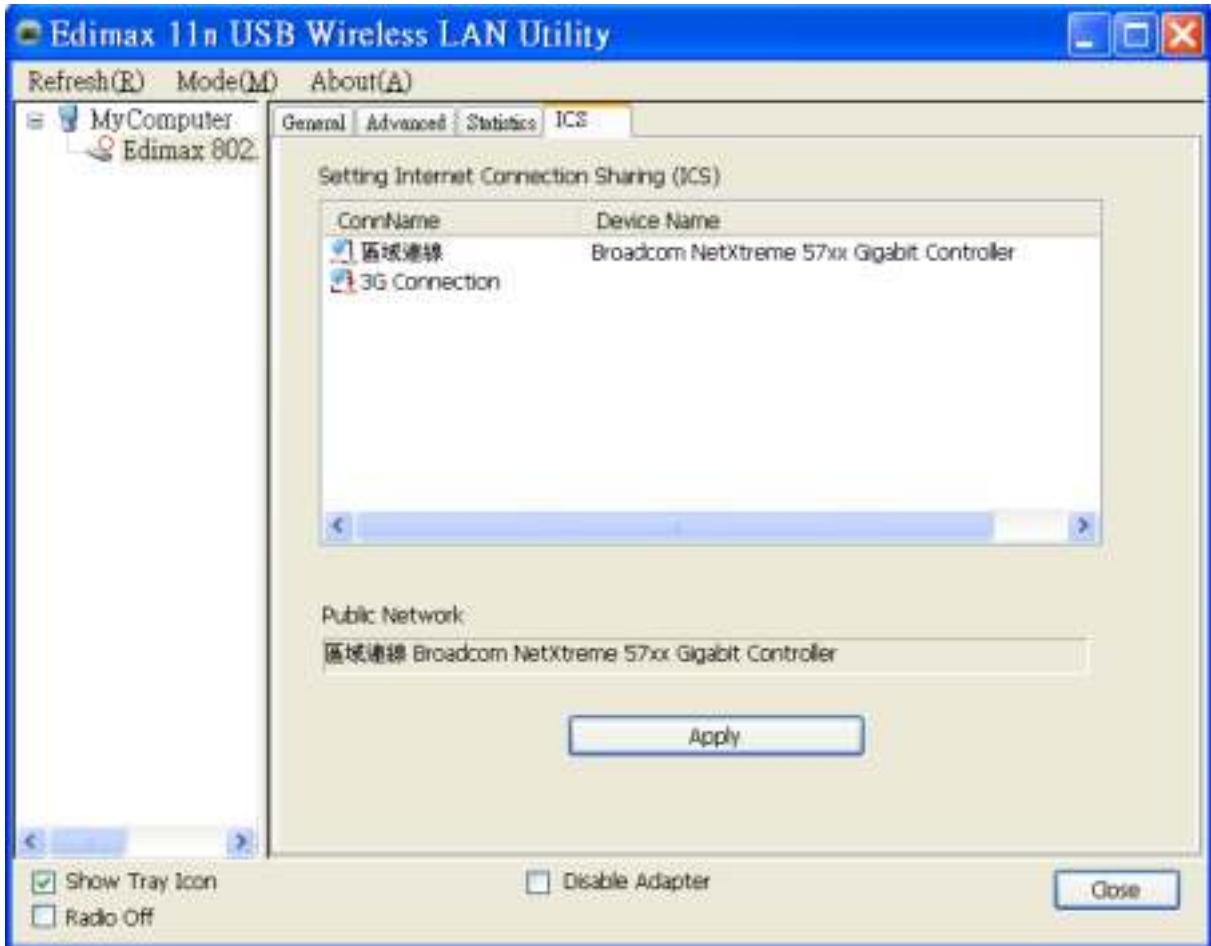 Edimax 11n USB Wireless LAN Utility
Refresh(R) Mode(M) About(A)
MyComputer
Edimax 802.
General Advanced Statistics ICS
Setting Internet Connection Sharing (ICS)
ConnName Device Name
區域連線 Broadcom NetXtreme 57xx Gigabit Controller
3G Connection
Public Network
區域連線 Broadcom NetXtreme 57xx Gigabit Controller
Apply
Show Tray Icon
Disable Adapter
Radio Off
Close